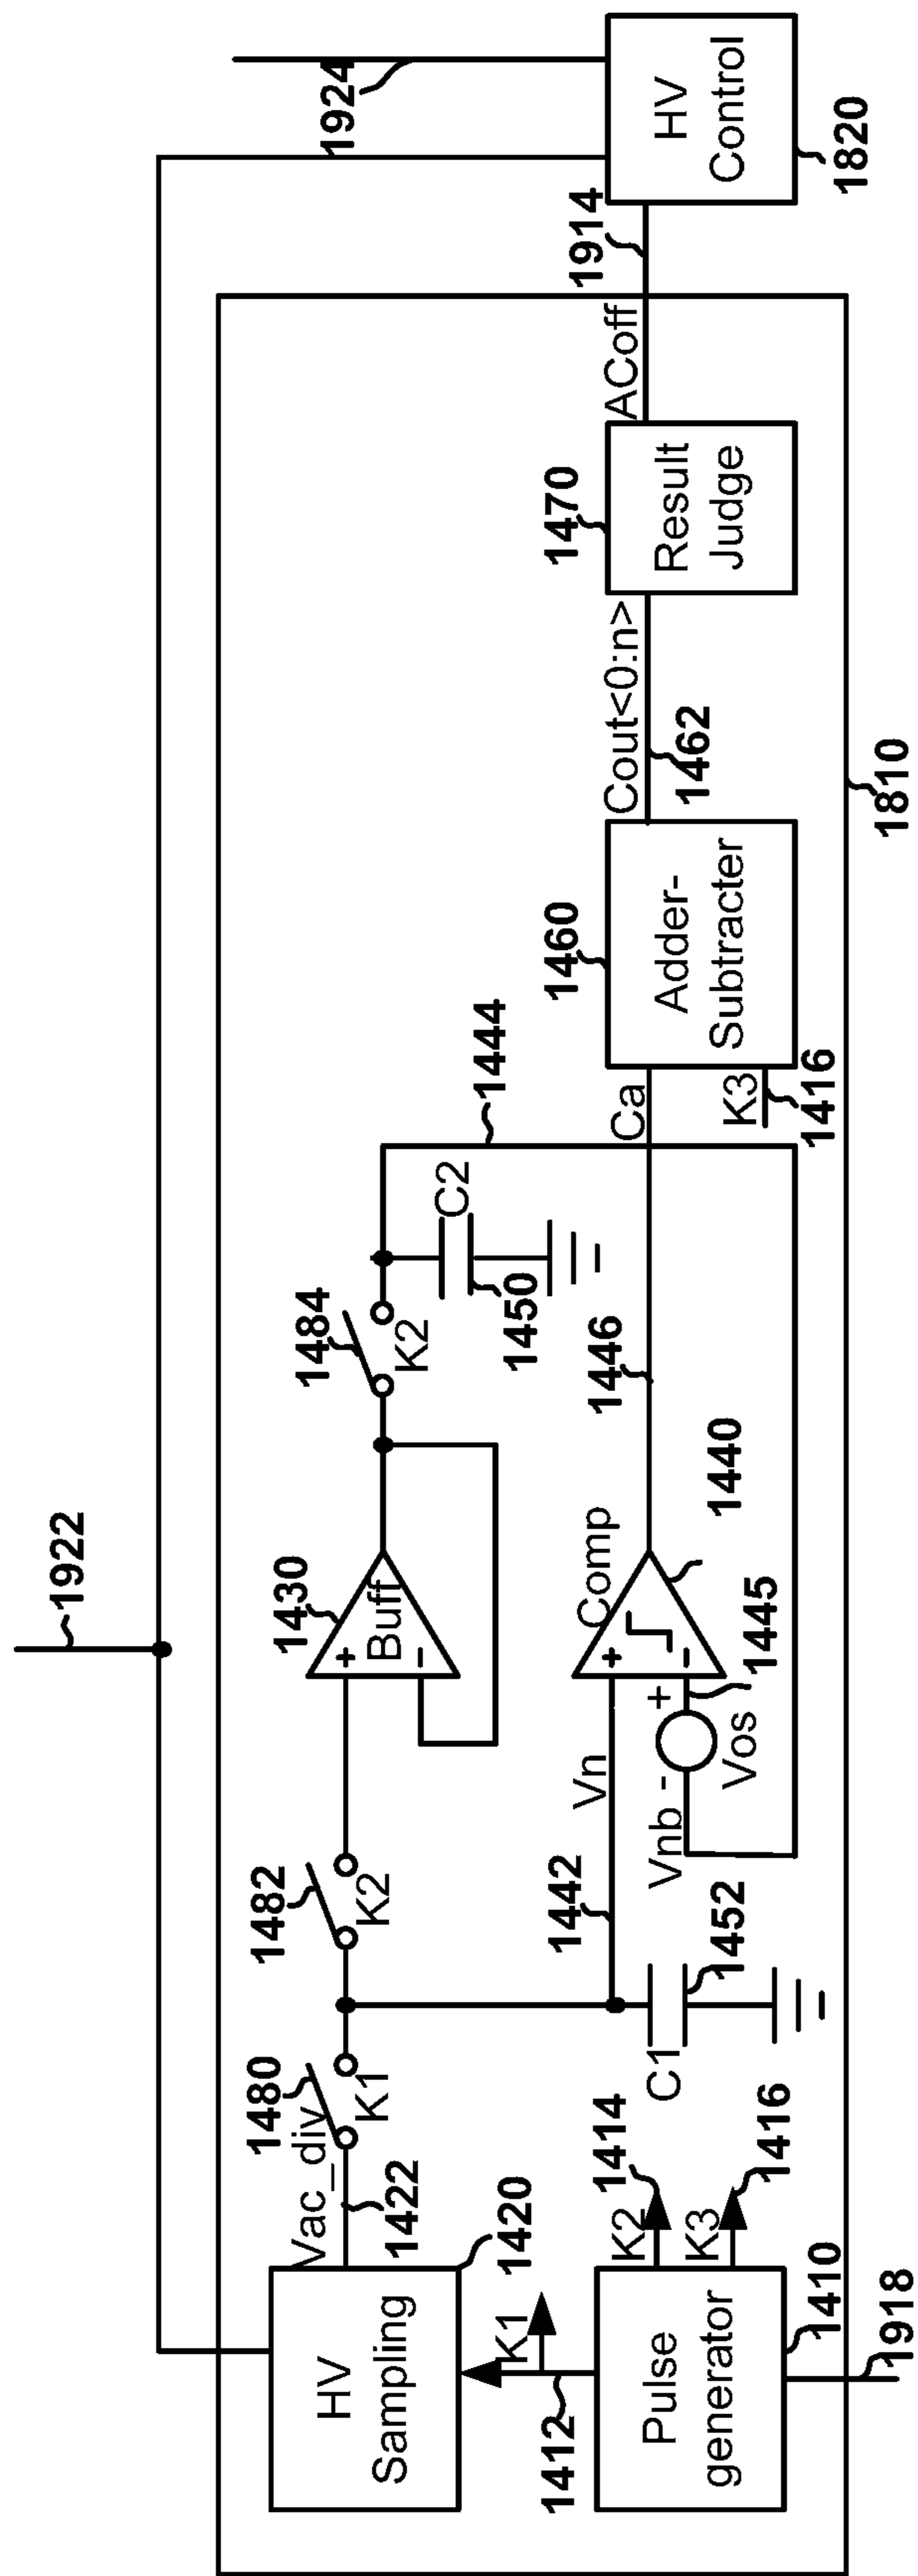 1922
1924
HV
Sampling
1420
Vac_div
1422
1480
K1
1482
K2
1430
Buff
+
-
1484
K2
C2
1450
1444
1412
K1
Pulse
generator
1410
1918
K2
1414
K3
1416
C1
1452
1442
Vn
Vnb
-
+
Vos
1445
Comp
+
-
1440
1446
Ca
K3
1416
1460
Adder-
Subtracter
Cout<0:n>
1462
1470
Result
Judge
ACoff
1914
HV
Control
1820
1810